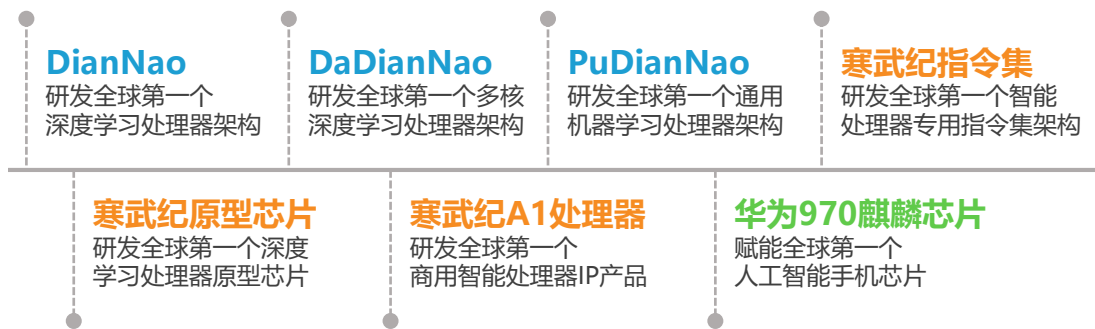 DianNao
研发全球第一个
深度学习处理器架构
DaDianNao
研发全球第一个多核
深度学习处理器架构
PuDianNao
研发全球第一个通用
机器学习处理器架构
寒武纪指令集
研发全球第一个智能
处理器专用指令集架构
寒武纪原型芯片
研发全球第一个深度
学习处理器原型芯片
寒武纪A1处理器
研发全球第一个
商用智能处理器IP产品
华为970麒麟芯片
赋能全球第一个
人工智能手机芯片